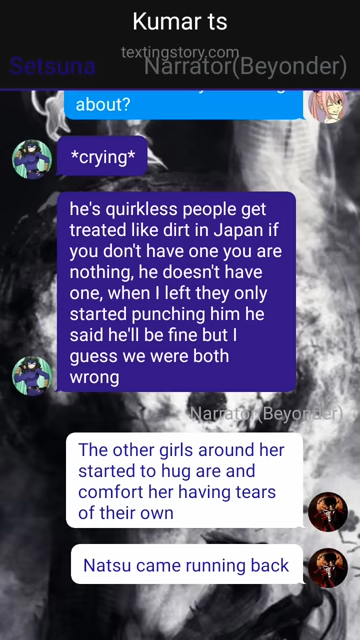 Kumar ts
textingstory.com
Setsuna
Narrator(Beyonder)
about?
*crying*
he's quirkless people get
treated like dirt in Japan if
you don't have one you are
nothing, he doesn't have
one, when I left they only
started punching him he
said he'll be fine but I
guess we were both
wrong
Narrator(Beyonder)
The other girls around her
started to hug are and
comfort her having tears
of their own
Natsu came running back